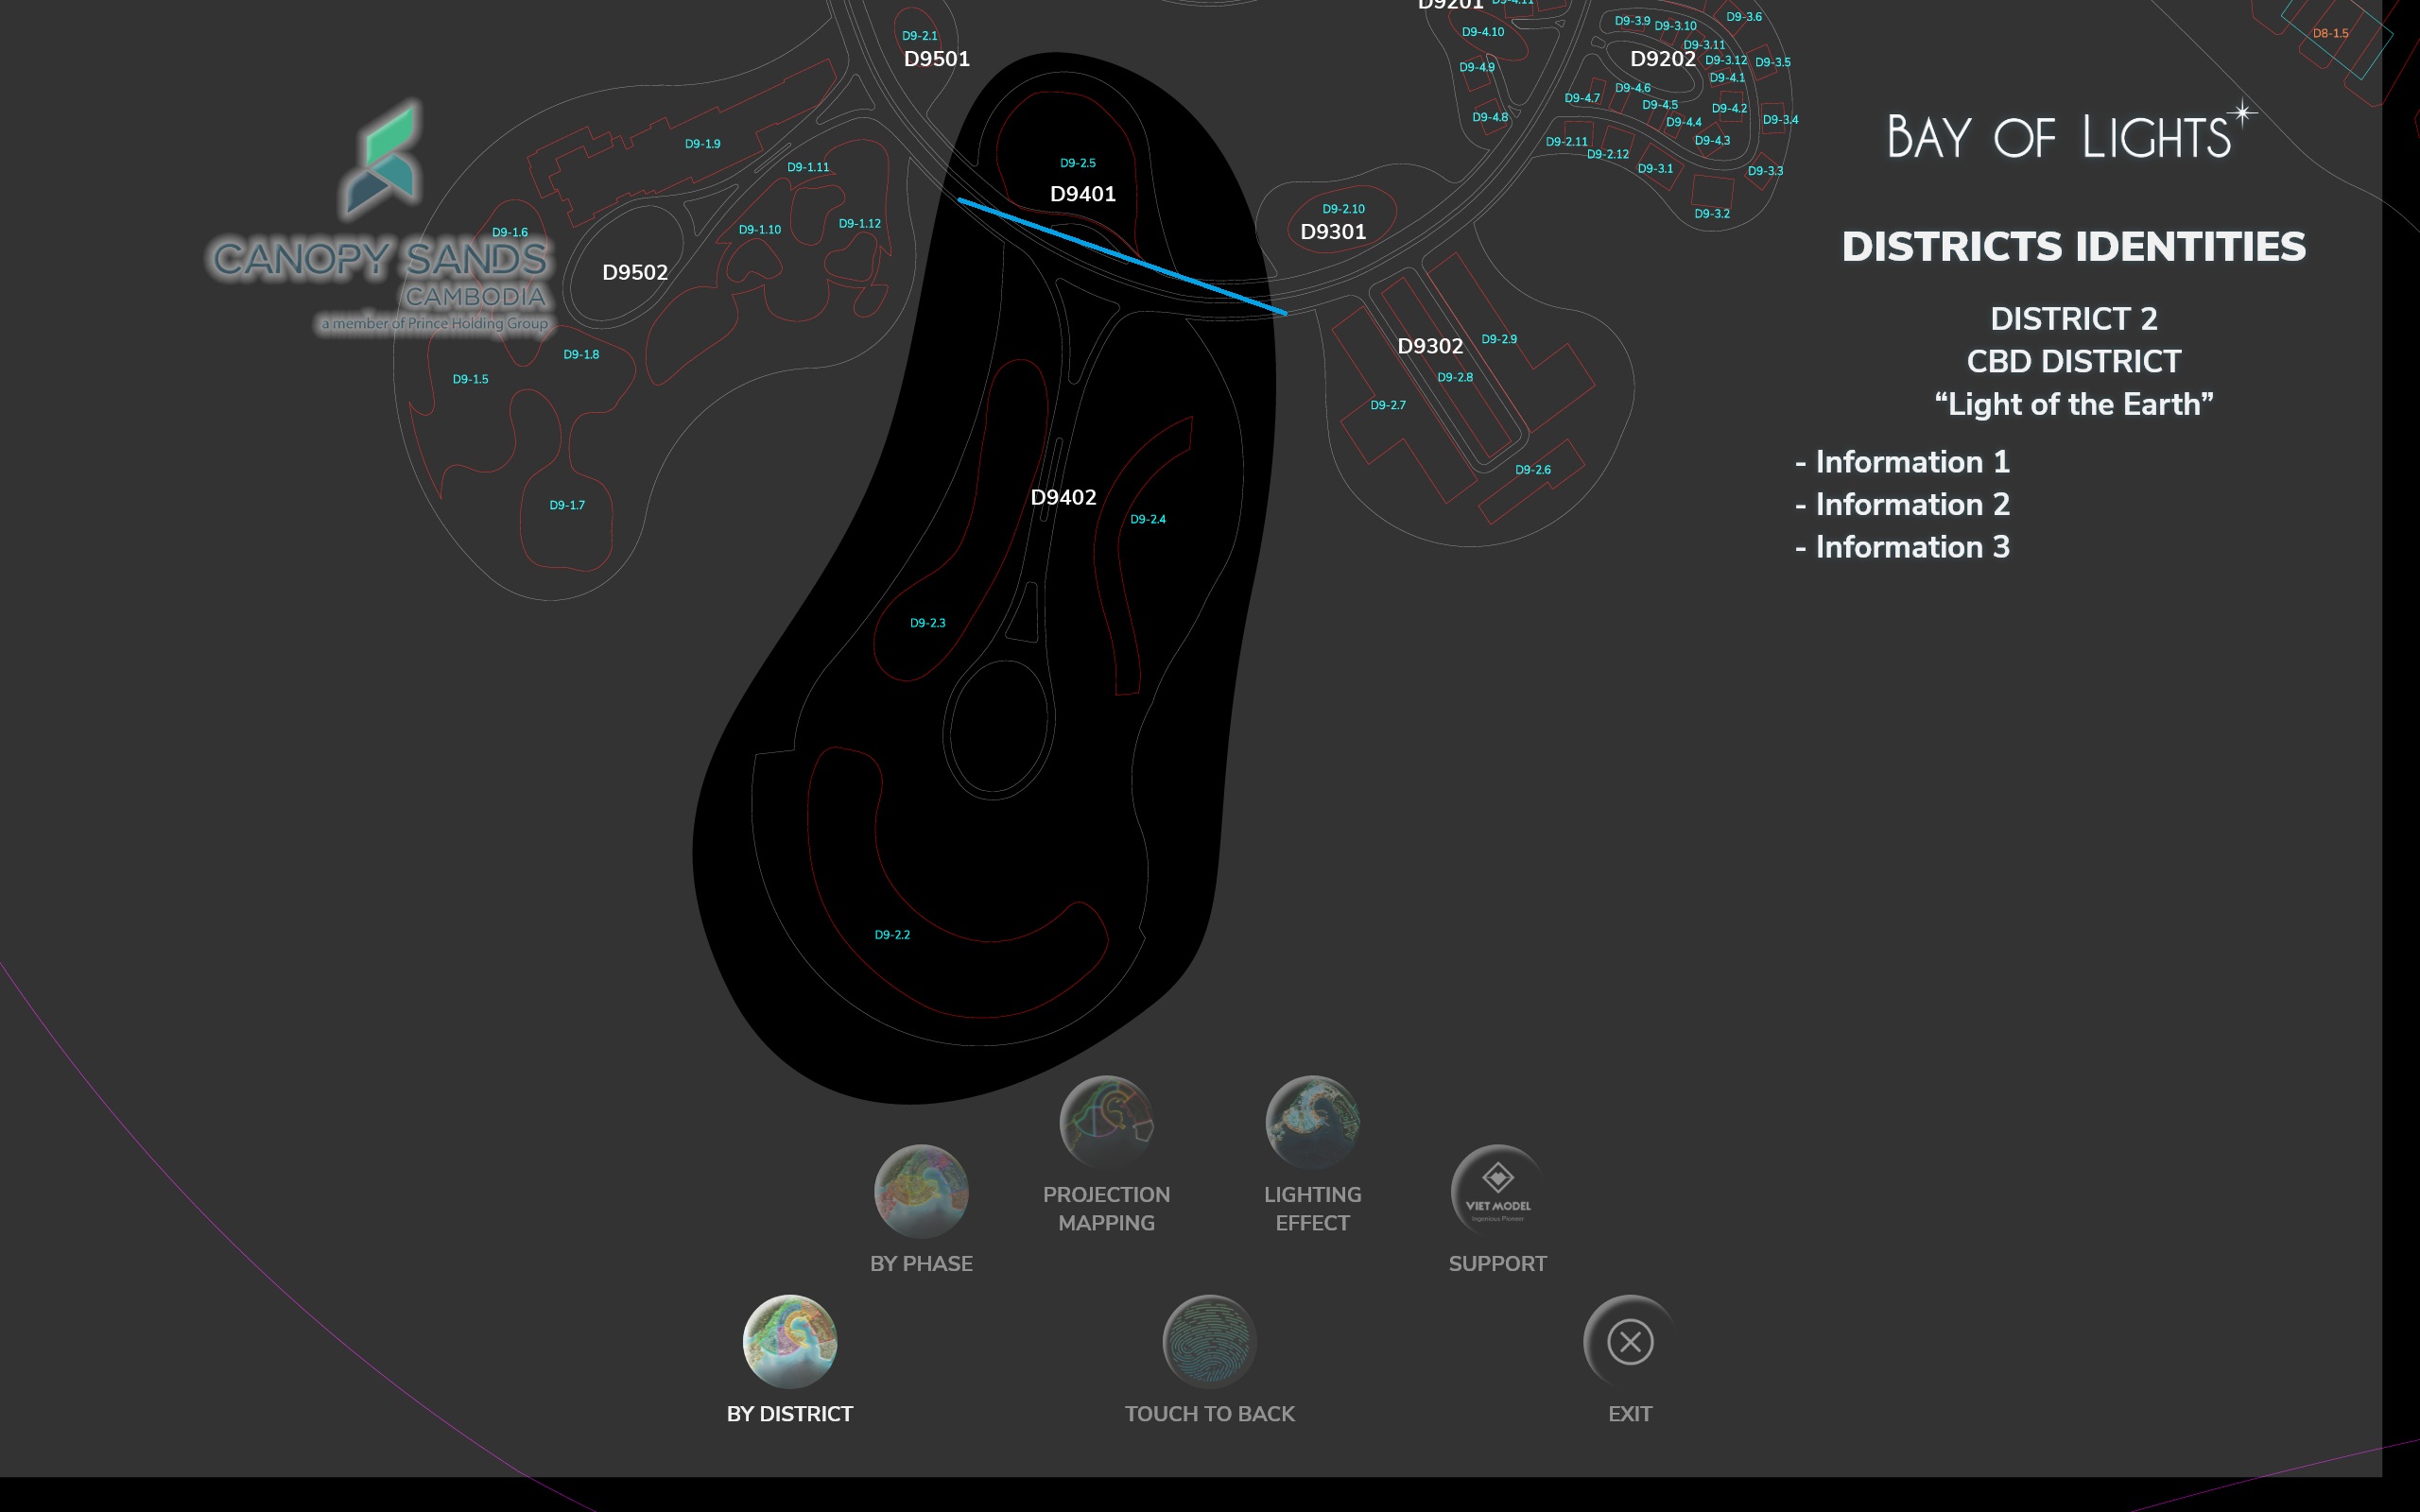 D9201
D9-4.11
D9-2.1
D9501
D9-4.10
D9-3.9
D9-3.10
D9-3.6
D9-3.11
D9202
D9-3.12
D9-3.5
D8-1.5
D9-4.9
D9-4.1
D9-4.6
D9-4.7
D9-4.5
D9-4.2
D9-4.8
D9-4.4
D9-3.4
D9-1.9
D9-2.11
D9-2.12
D9-4.3
D9-1.11
D9-2.5
D9-3.1
D9-3.3
D9401
D9-3.2
D9-2.10
D9301
D9-1.6
D9-1.10
D9-1.12
D9502
CANOPY SANDS
CAMBODIA
a member of Prince Holding Group
D9-1.8
D9-1.5
D9-1.7
D9302
D9-2.9
D9-2.8
D9-2.7
D9-2.6
D9402
D9-2.4
D9-2.3
D9-2.2
BAY OF LIGHTS
DISTRICTS IDENTITIES
DISTRICT 2
CBD DISTRICT
“Light of the Earth”
- Information 1
- Information 2
- Information 3
PROJECTION
MAPPING
LIGHTING
EFFECT
VIET MODEL
Ingenious Pioneer
BY PHASE
SUPPORT
BY DISTRICT
TOUCH TO BACK
EXIT